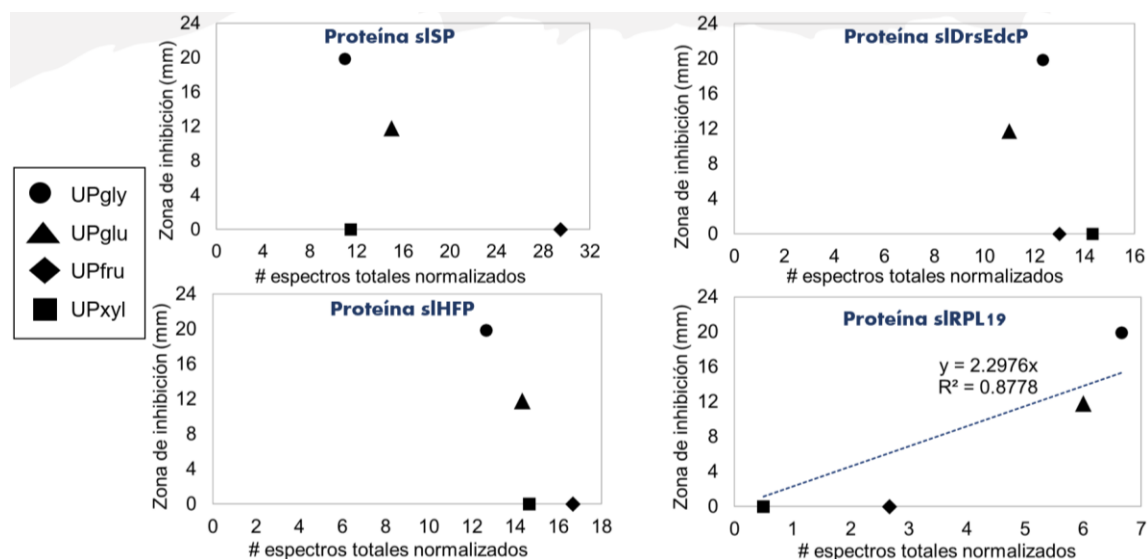 UPgly
UPglu
UPfru
UPxyl
Proteína slSP
Zona de inhibición (mm)
24
20
16
12
8
4
0
0 4 8 12 16 20 24 28 32
# espectros totales normalizados
Proteína slDrsEdcP
Zona de inhibición (mm)
24
20
16
12
8
4
0
0 2 4 6 8 10 12 14 16
# espectros totales normalizados
Proteína slHFP
Zona de inhibición (mm)
24
20
16
12
8
4
0
0 2 4 6 8 10 12 14 16 18
# espectros totales normalizados
Proteína slRPL19
Zona de inhibición (mm)
24
20
16
12
8
4
0
y = 2.2976x
R² = 0.8778
0 1 2 3 4 5 6 7
# espectros totales normalizados